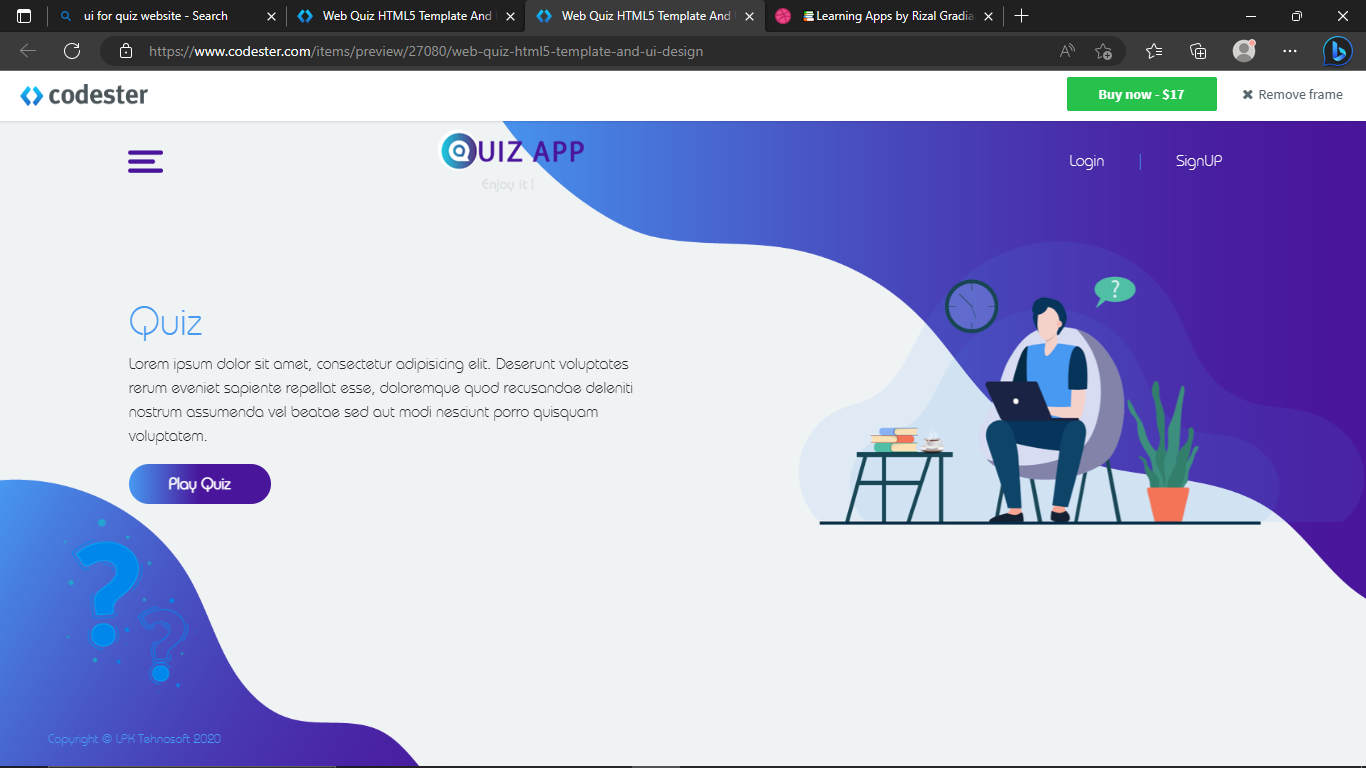 ui for quiz website - Search
Web Quiz HTML5 Template And
Web Quiz HTML5 Template And
Learning Apps by Rizal Gradia
https://www.codester.com/items/preview/27080/web-quiz-html5-template-and-ui-design
codester
Buy now - $17
Remove frame
QUIZ APP
Enjoy it !
Login
SignUP
?
Quiz
Lorem ipsum dolor sit amet, consectetur adipisicing elit. Deserunt voluptates
rerum eveniet sapiente repellat esse, doloremque quod recusandae deleniti
nostrum assumenda vel beatae sed aut modi nesciunt porro quisquam
voluptatem.
Play Quiz
?
?
Copyright © LPK Tehnosoft 2020